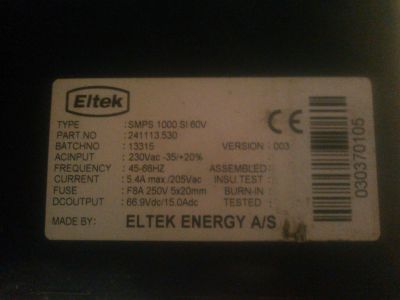 Eltek
TYPE : SMPS 1000 SI 60V
PART.NO : 241113.530
BATCHNO : 13315 VERSION : 003
ACINPUT : 230Vac -35/+20%
FREQUENCY : 45-66HZ ASSEMBLED:
CURRENT : 5.4A max./205Vac INSU.TEST :
FUSE : F8A 250V 5x20mm BURN-IN :
DCOUTPUT : 66.9Vdc/15.0Adc TESTED :
MADE BY: ELTEK ENERGY A/S
CE
030370105